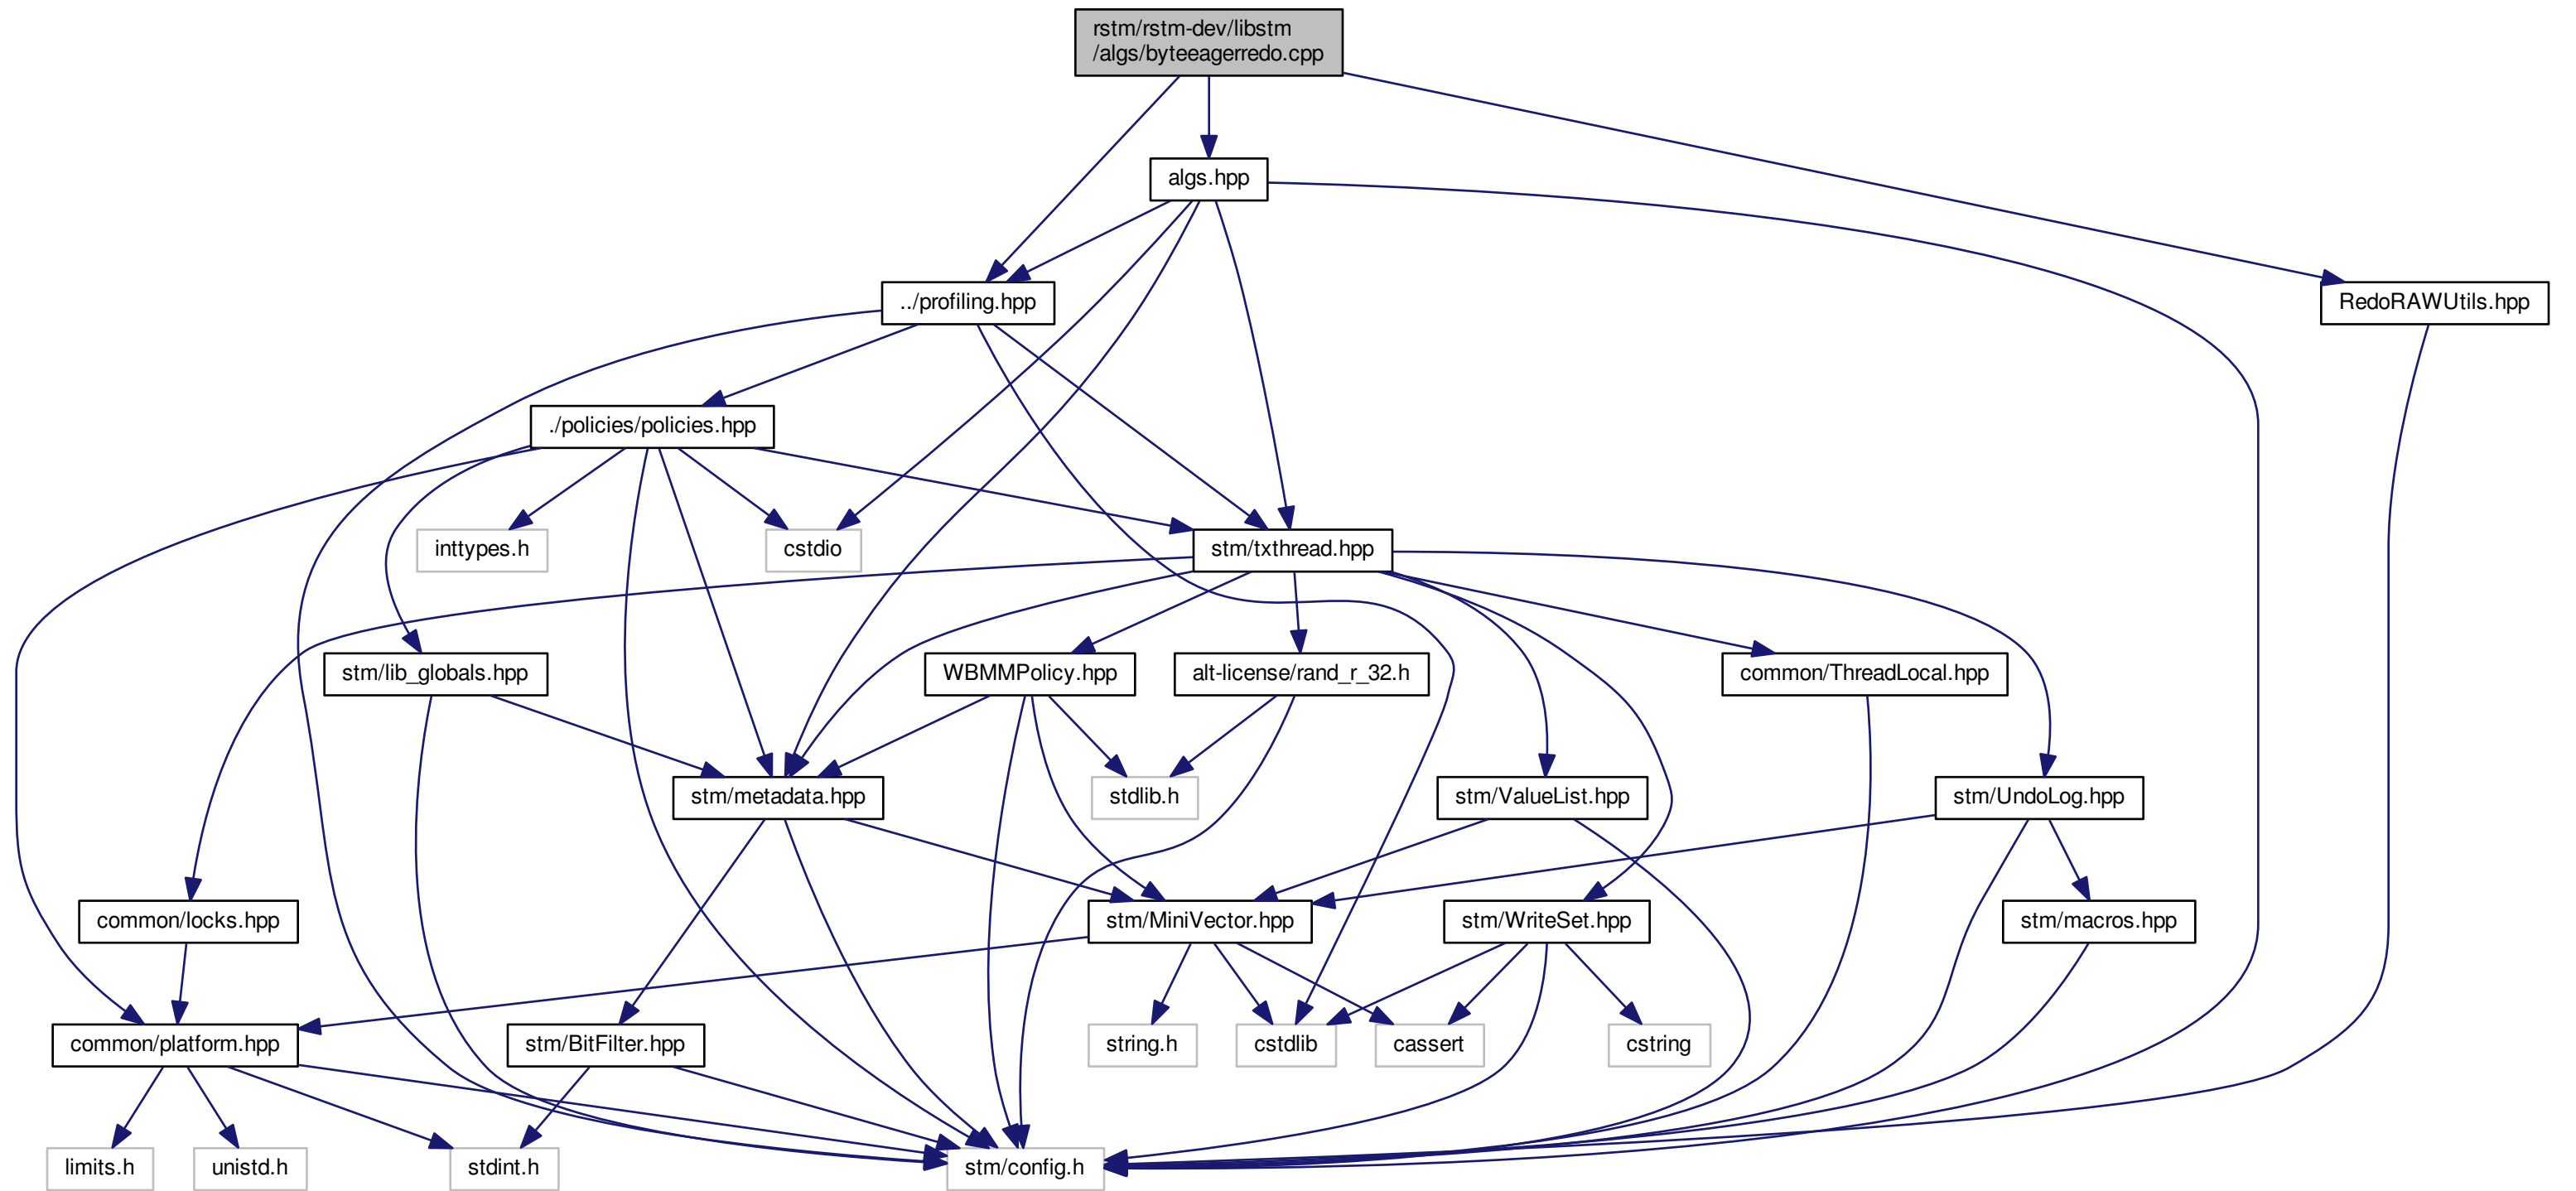 rstm/rstm-dev/libstm
/algs/byteeagerredo.cpp
algs.hpp
../profiling.hpp
RedoRAWUtils.hpp
./policies/policies.hpp
inttypes.h
cstdio
stm/txthread.hpp
stm/lib_globals.hpp
WBMMPolicy.hpp
alt-license/rand_r_32.h
common/ThreadLocal.hpp
stm/metadata.hpp
stdlib.h
stm/ValueList.hpp
stm/UndoLog.hpp
common/locks.hpp
stm/MiniVector.hpp
stm/WriteSet.hpp
stm/macros.hpp
common/platform.hpp
stm/BitFilter.hpp
string.h
cstdlib
cassert
cstring
limits.h
unistd.h
stdint.h
stm/config.h